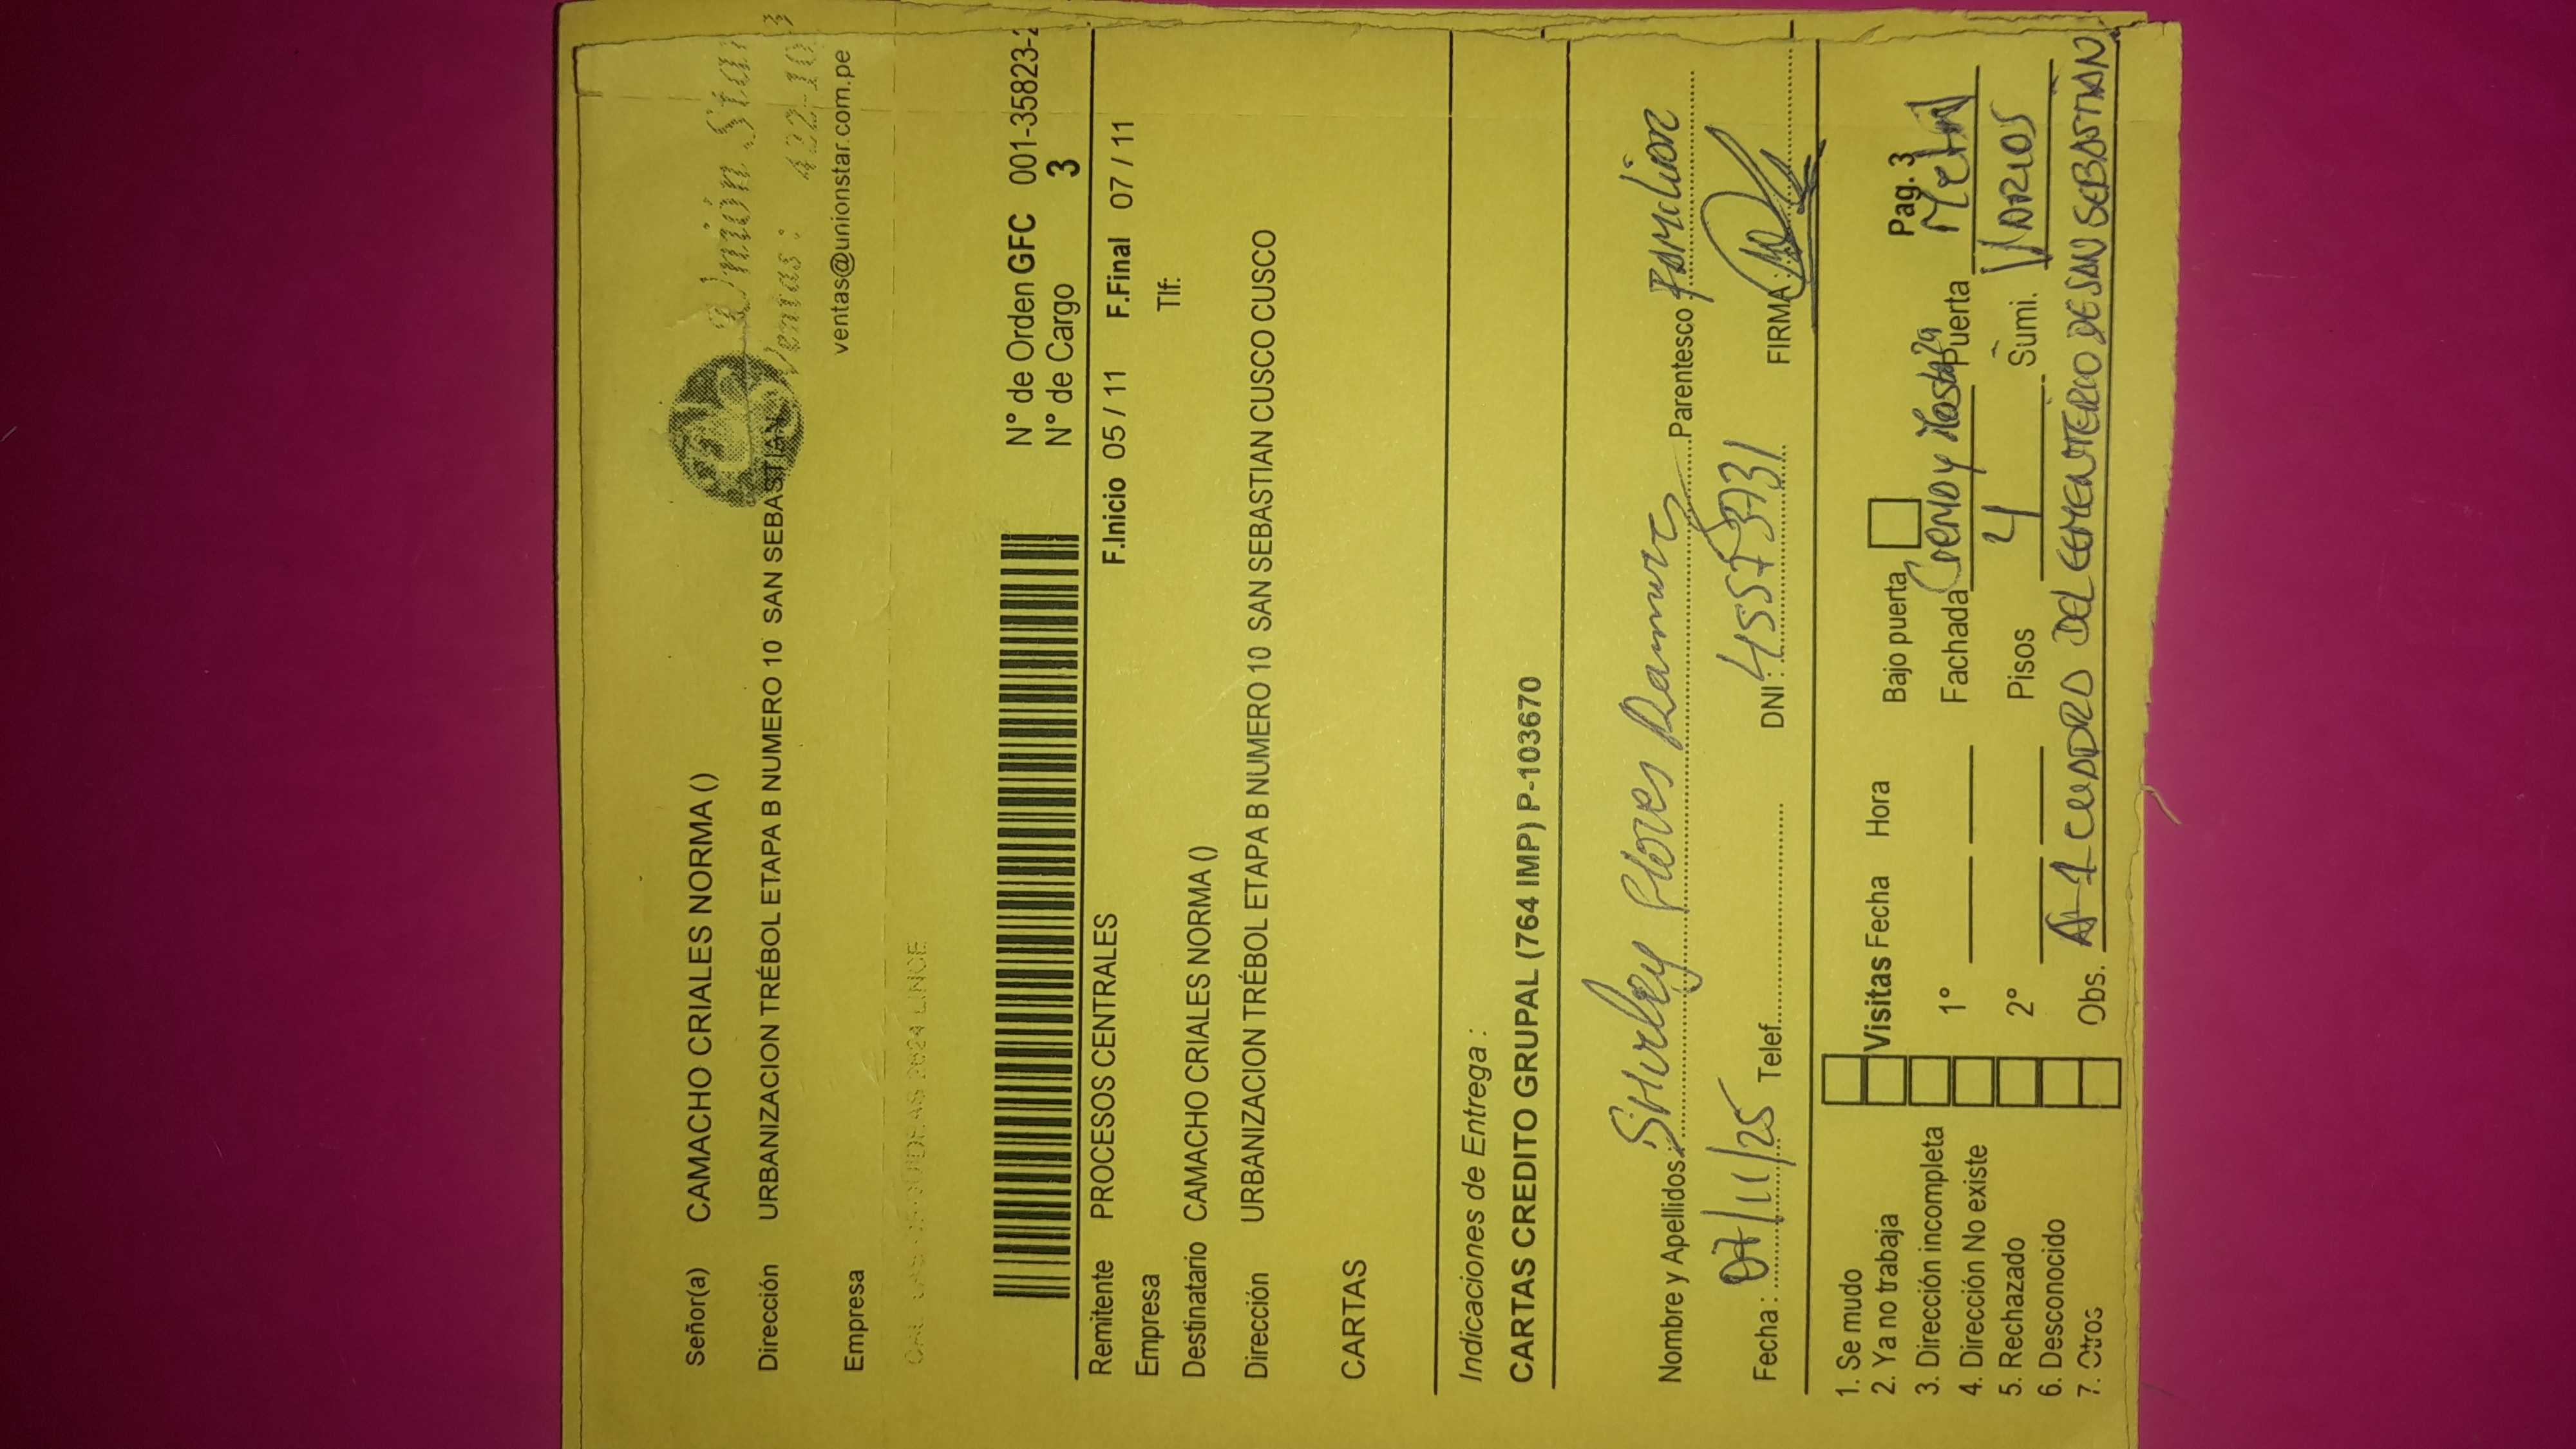 Unión Star
Ventas: 422-10
ventas@unionstar.com.pe
Señor(a) CAMACHO CRIALES NORMA ()
Dirección URBANIZACION TRÉBOL ETAPA B NUMERO 10 SAN SEBASTIAN
Empresa
2624 LINCE
N° de Orden GFC 001-35823-2
N° de Cargo 3
Remitente PROCESOS CENTRALES F.Inicio 05 / 11 F.Final 07 / 11
Empresa Tlf:
Destinatario CAMACHO CRIALES NORMA ()
Dirección URBANIZACION TRÉBOL ETAPA B NUMERO 10 SAN SEBASTIAN CUSCO CUSCO
CARTAS
Indicaciones de Entrega :
CARTAS CREDITO GRUPAL (764 IMP) P-103670
Nombre y Apellidos: Shirley Flores Ramirez Parentesco: Familiar
Fecha : 07/11/25 Telef. DNI : 45573731 FIRMA :
1. Se mudo
2. Ya no trabaja Visitas Fecha Hora Bajo puerta Pag. 3
3. Dirección incompleta
4. Dirección No existe 1° Fachada Crema y Puerta Metal
5. Rechazado 2° Pisos 4 Sumi. VARIOS
6. Desconocido
7. Otros Obs. A 1 CUADRA DEL CEMENTERIO DE SAN SEBASTIAN